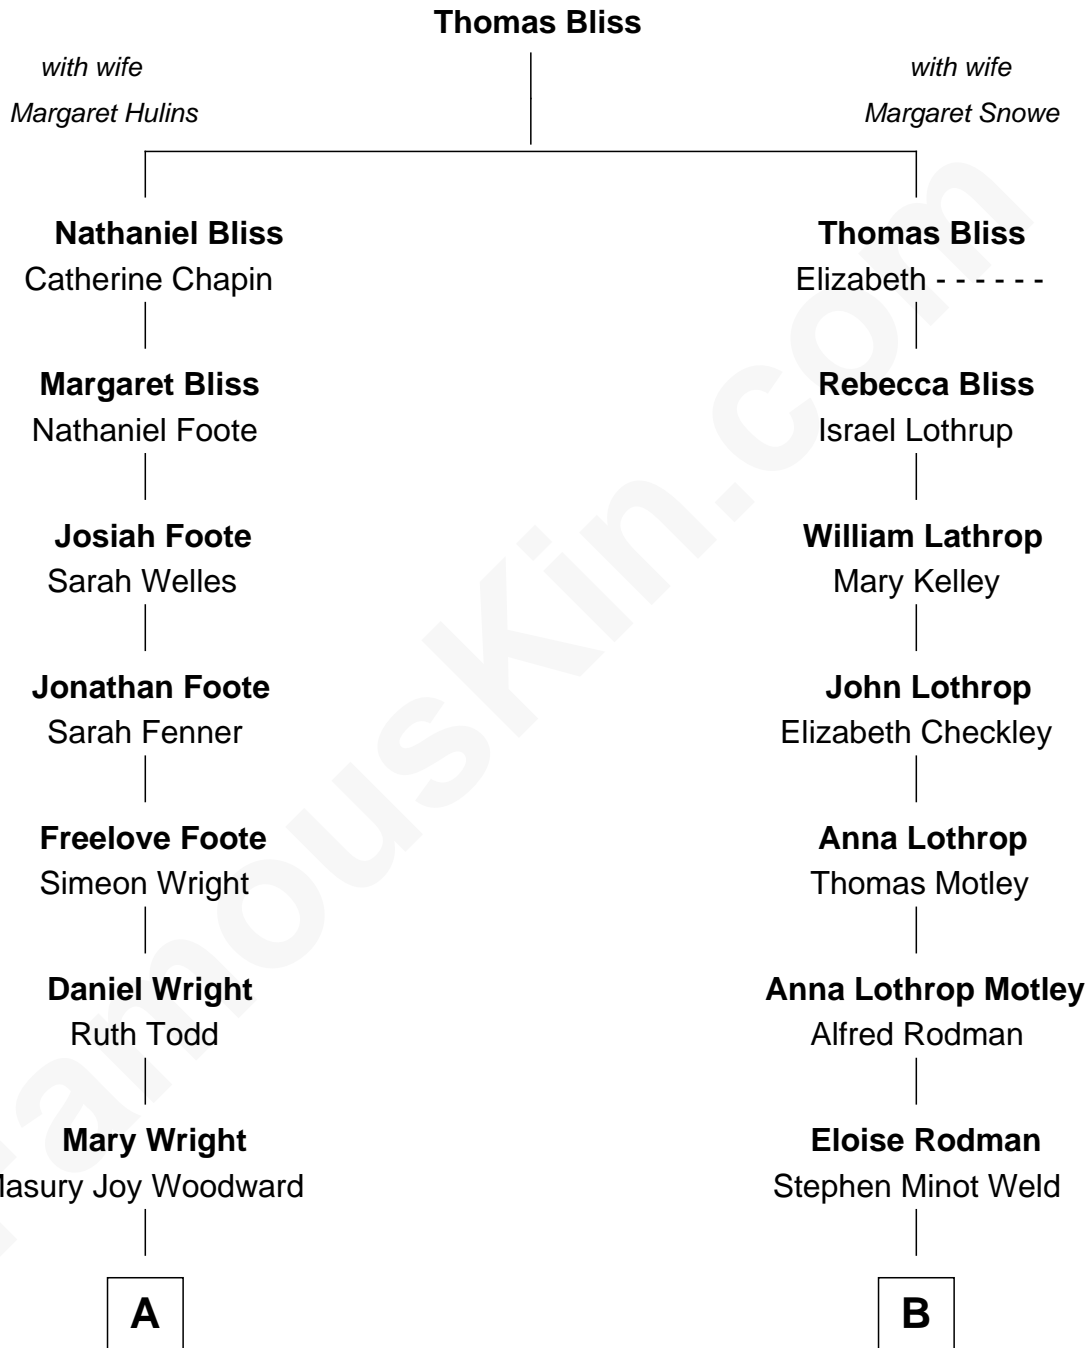 Thomas Bliss
with wife
Margaret Hulins
with wife
Margaret Snowe
Nathaniel Bliss
Catherine Chapin
Thomas Bliss
Elizabeth - - - - - -
Margaret Bliss
Nathaniel Foote
Rebecca Bliss
Israel Lothrup
Josiah Foote
Sarah Welles
William Lathrop
Mary Kelley
Jonathan Foote
Sarah Fenner
John Lothrop
Elizabeth Checkley
Freelove Foote
Simeon Wright
Anna Lothrop
Thomas Motley
Daniel Wright
Ruth Todd
Anna Lothrop Motley
Alfred Rodman
Mary Wright
Masury Joy Woodward
Eloise Rodman
Stephen Minot Weld
A
B
FamousKin.com